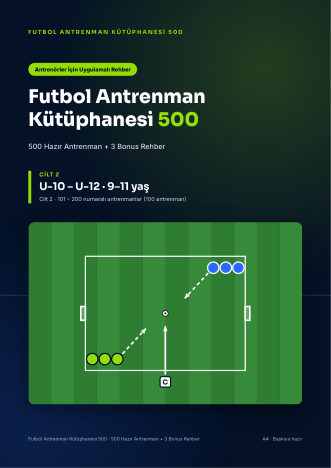 FUTBOL ANTRENMAN KÜTÜPHANESİ 500
Antrenörler İçin Uygulamalı Rehber
Futbol Antrenman
Kütüphanesi 500
500 Hazır Antrenman + 3 Bonus Rehber
CİLT 2
U-10 – U-12 · 9–11 yaş
Cilt 2 · 101 – 200 numaralı antrenmanlar (100 antrenman)
C
Futbol Antrenman Kütüphanesi 500 · 500 Hazır Antrenman + 3 Bonus Rehber
A4 · Baskıya hazır